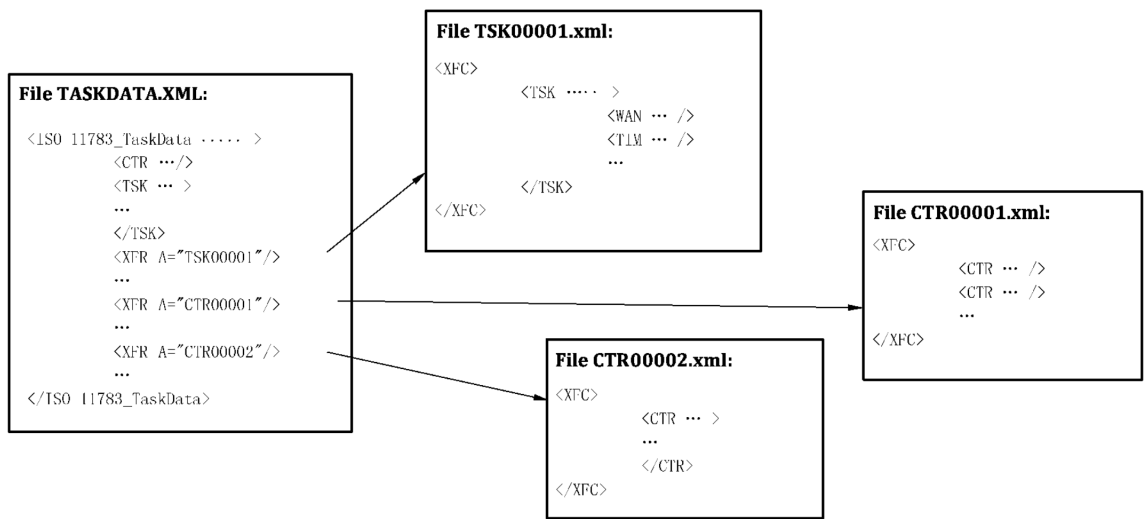 File TASKDATA.XML:
<ISO 11783_TaskData ····· >
<CTR ···/>
<TSK ··· >
...
</TSK>
<XFR A="TSK00001"/>
...
<XFR A="CTR00001"/>
...
<XFR A="CTR00002"/>
...
</ISO 11783_TaskData>
File TSK00001.xml:
<XFC>
<TSK ····· >
<WAN ··· />
<TIM ··· />
...
</TSK>
</XFC>
File CTR00001.xml:
<XFC>
<CTR ··· />
<CTR ··· />
...
</XFC>
File CTR00002.xml:
<XFC>
<CTR ··· >
...
</CTR>
</XFC>